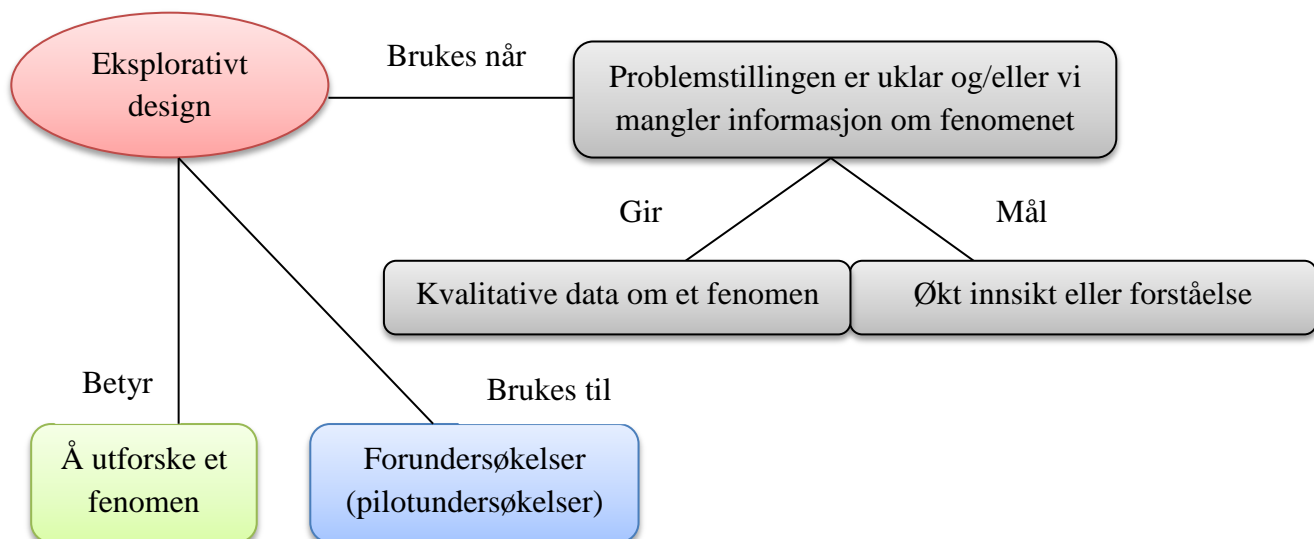 Eksplorativt
design
Brukes når
Problemstillingen er uklar og/eller vi
mangler informasjon om fenomenet
Gir
Mål
Kvalitative data om et fenomen
Økt innsikt eller forståelse
Betyr
Brukes til
Å utforske et
fenomen
Forundersøkelser
(pilotundersøkelser)